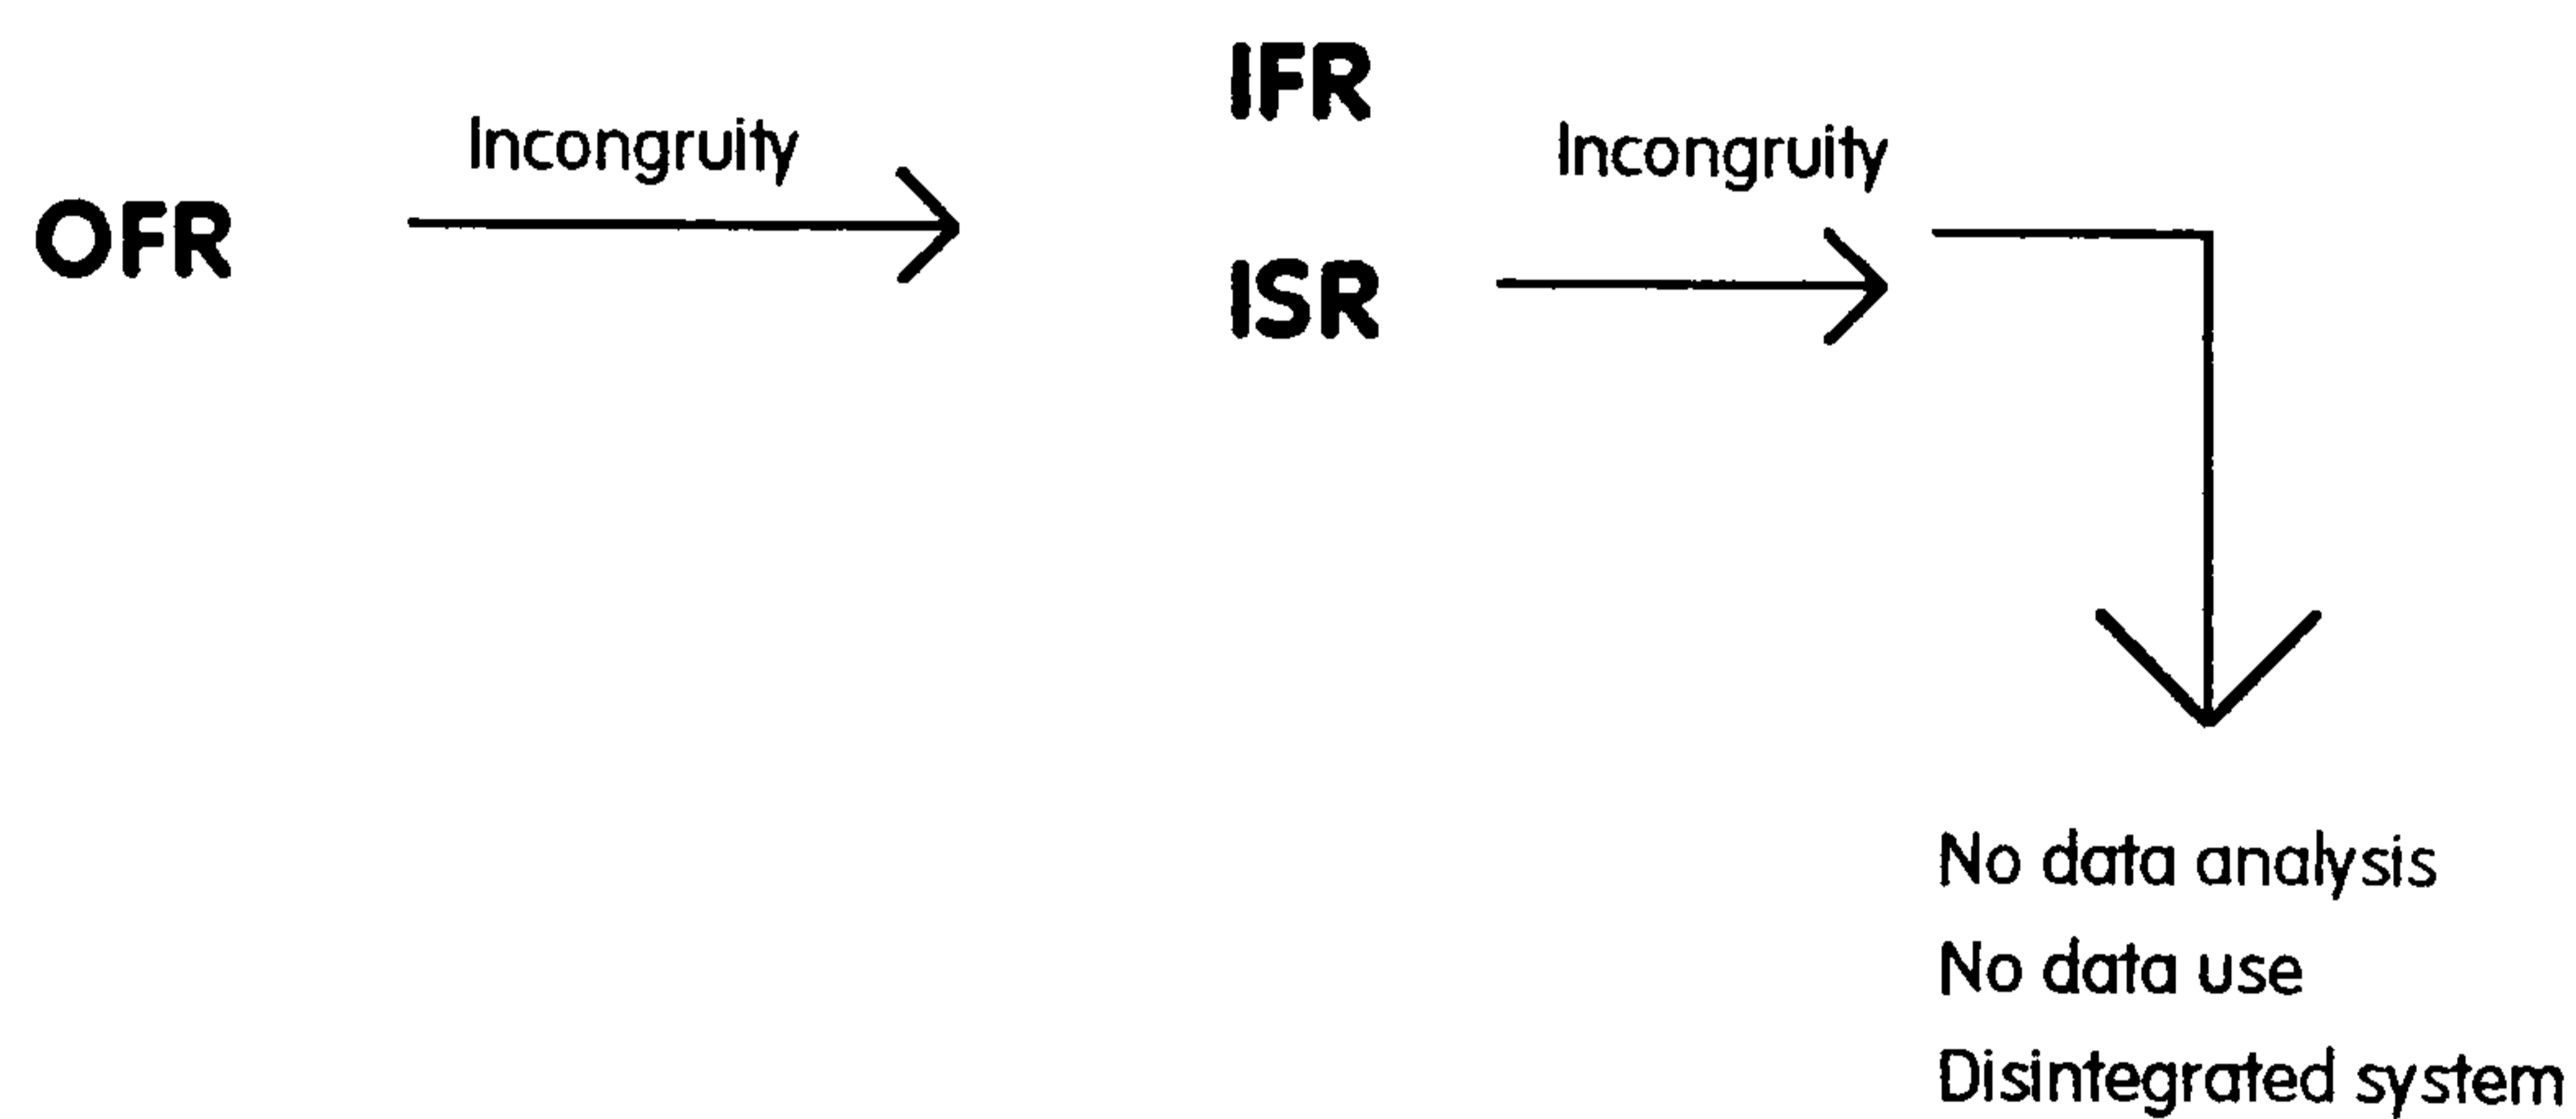 OFR
Incongruity
IFR
ISR
Incongruity
No data analysis
No data use
Disintegrated system